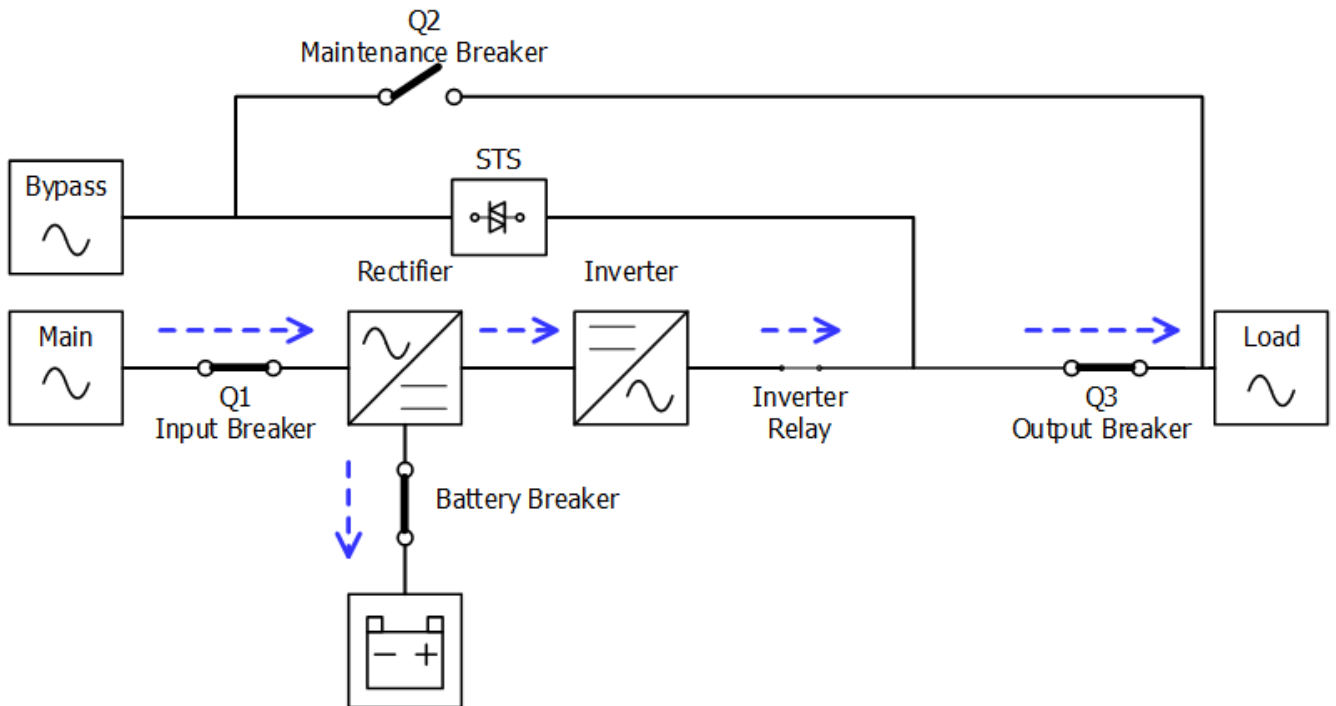 Q2
Maintenance Breaker
STS
Bypass
Rectifier
Inverter
Main
Load
Q1
Input Breaker
Inverter
Relay
Q3
Output Breaker
Battery Breaker
− +